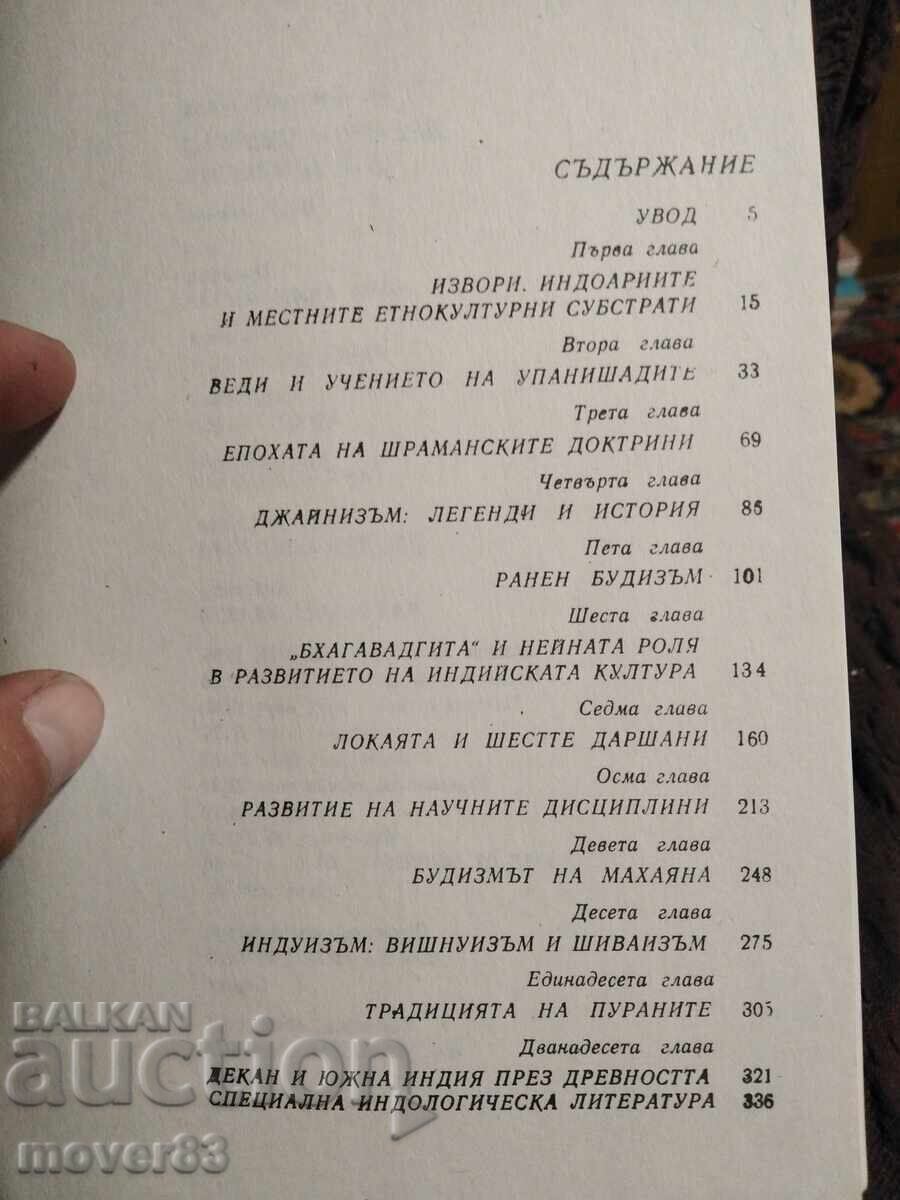 СЪДЪРЖАНИЕ
УВОД 5
Първа глава
ИЗВОРИ. ИНДОАРИИТЕ
И МЕСТНИТЕ ЕТНОКУЛТУРНИ СУБСТРАТИ 15
Втора глава
ВЕДИ И УЧЕНИЕТО НА УПАНИШАДИТЕ 33
Трета глава
ЕПОХАТА НА ШРАМАНСКИТЕ ДОКТРИНИ 69
Четвърта глава
ДЖАЙНИЗЪМ: ЛЕГЕНДИ И ИСТОРИЯ 85
Пета глава
РАНЕН БУДИЗЪМ 101
Шеста глава
„БХАГАВАДГИТА“ И НЕЙНАТА РОЛЯ
В РАЗВИТИЕТО НА ИНДИЙСКАТА КУЛТУРА 134
Седма глава
ЛОКАЯТА И ШЕСТТЕ ДАРШАНИ 160
Осма глава
РАЗВИТИЕ НА НАУЧНИТЕ ДИСЦИПЛИНИ 213
Девета глава
БУДИЗМЪТ НА МАХАЯНА 248
Десета глава
ИНДУИЗЪМ: ВИШНУИЗЪМ И ШИВАИЗЪМ 275
Единадесета глава
ТРАДИЦИЯТА НА ПУРАНИТЕ 305
Дванадесета глава
ДЕКАН И ЮЖНА ИНДИЯ ПРЕЗ ДРЕВНОСТТА 321
СПЕЦИАЛНА ИНДОЛОГИЧЕСКА ЛИТЕРАТУРА 336
BALKAN
auction
mover83